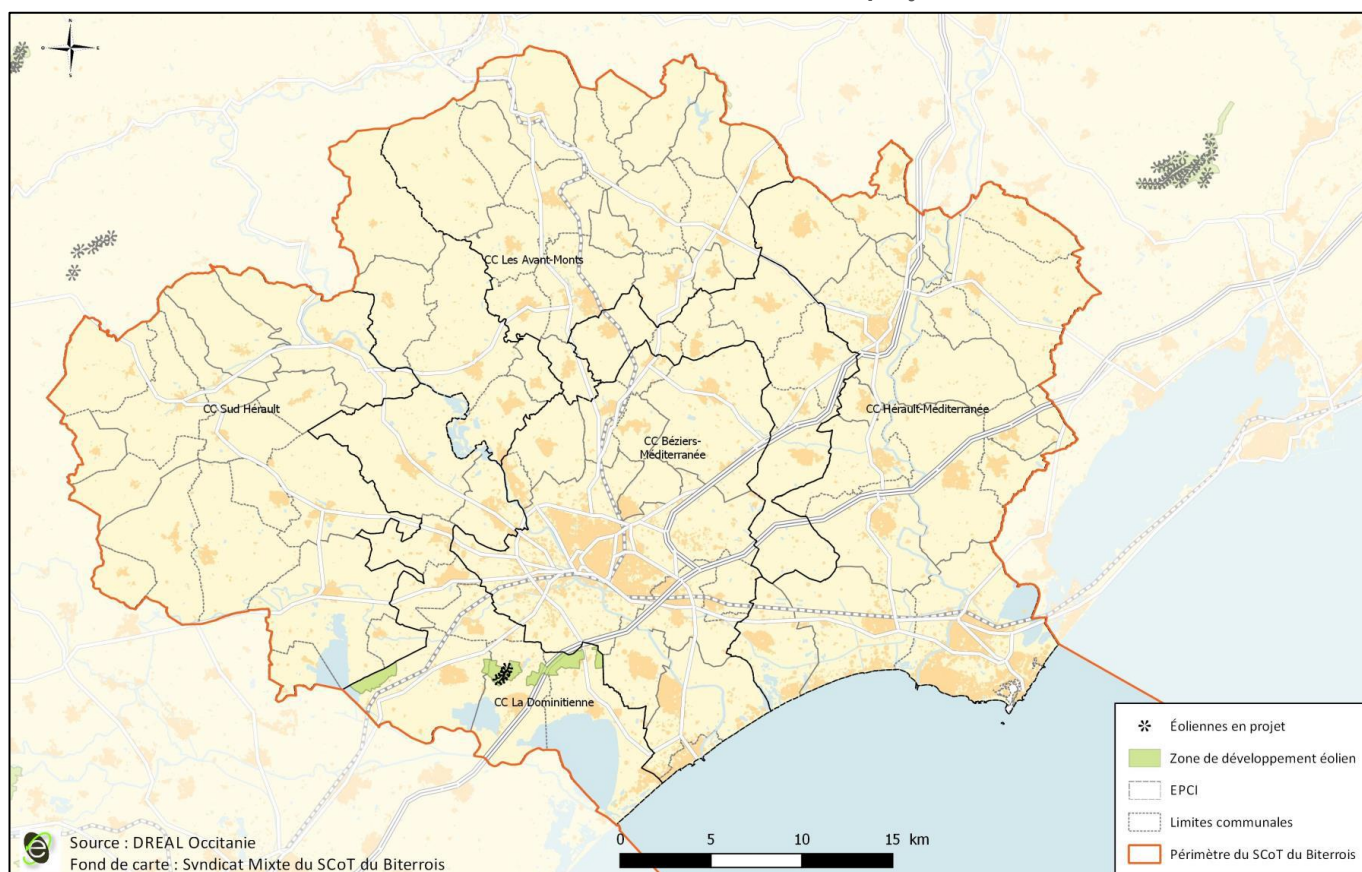 N
CC Les Avant-Monts
CC Sud Hérault
CC Hérault-Méditerranée
CC Béziers-
Méditerranée
CC La Dominitienne
Éoliennes en projet
Zone de développement éolien
EPCI
Limites communales
Périmètre du SCoT du Biterrois
0 5 10 15 km
Source : DREAL Occitanie
Fond de carte : Syndicat Mixte du SCoT du Biterrois